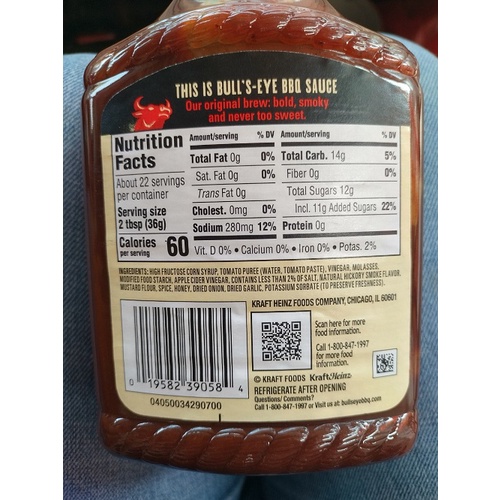 THIS IS BULL'S-EYE BBQ SAUCE
Our original brew: bold, smoky
and never too sweet.
Nutrition
Facts
About 22 servings
per container
Serving size
2 tbsp (36g)
Calories
per serving 60
Amount/serving % DV
Total Fat 0g 0%
Sat. Fat 0g 0%
Trans Fat 0g
Cholest. 0mg 0%
Sodium 280mg 12%
Amount/serving % DV
Total Carb. 14g 5%
Fiber 0g 0%
Total Sugars 12g
Incl. 11g Added Sugars 22%
Protein 0g
Vit. D 0% • Calcium 0% • Iron 0% • Potas. 2%
INGREDIENTS: HIGH FRUCTOSE CORN SYRUP, TOMATO PUREE (WATER, TOMATO PASTE), VINEGAR, MOLASSES,
MODIFIED FOOD STARCH, APPLE CIDER VINEGAR, CONTAINS LESS THAN 2% OF SALT, NATURAL HICKORY SMOKE FLAVOR,
MUSTARD FLOUR, SPICE, HONEY, DRIED ONION, DRIED GARLIC, POTASSIUM SORBATE (TO PRESERVE FRESHNESS).
KRAFT HEINZ FOODS COMPANY, CHICAGO, IL 60601
Scan here for more
food information.
Call 1-800-847-1997
for more food
information.
0 19582 39058 4
04050034290700
© KRAFT FOODS KraftHeinz
REFRIGERATE AFTER OPENING
Questions/ Comments?
Call 1-800-847-1997 or Visit us at: bullseyebbq.com